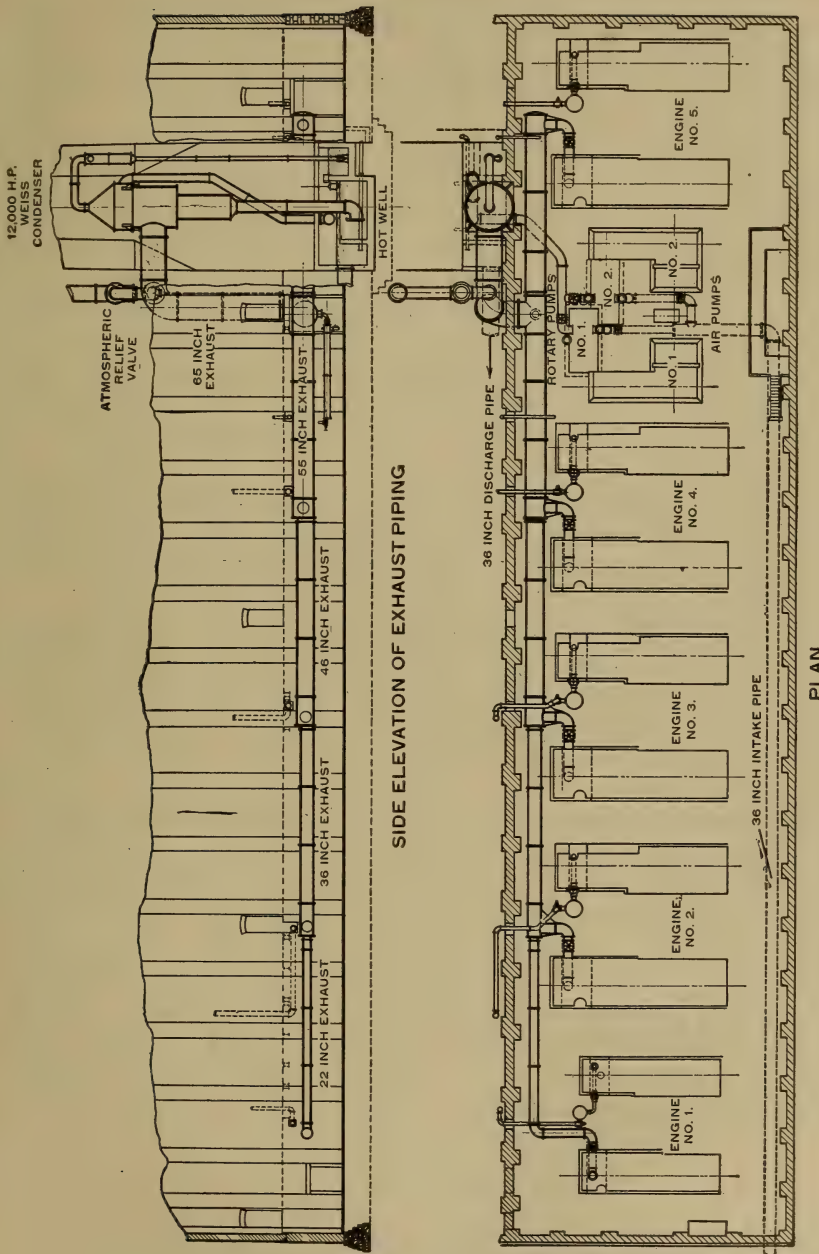 12,000 H.P.
WEISS
CONDENSER
ATMOSPHERIC
RELIEF
VALVE
65 INCH
EXHAUST
HOT WELL
55 INCH EXHAUST
46 INCH EXHAUST
36 INCH EXHAUST
22 INCH EXHAUST
SIDE ELEVATION OF EXHAUST PIPING
36 INCH DISCHARGE PIPE
ROTARY PUMPS
NO. 1.
NO. 2.
NO. 1
NO. 2.
AIR PUMPS
ENGINE
NO. 5.
ENGINE
NO. 4.
ENGINE
NO. 3.
ENGINE
NO. 2.
ENGINE
NO. 1.
36 INCH INTAKE PIPE
PLAN